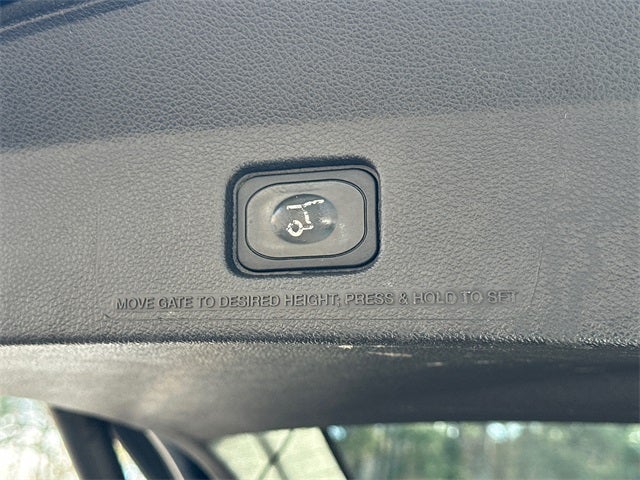 MOVE GATE TO DESIRED HEIGHT; PRESS & HOLD TO SET